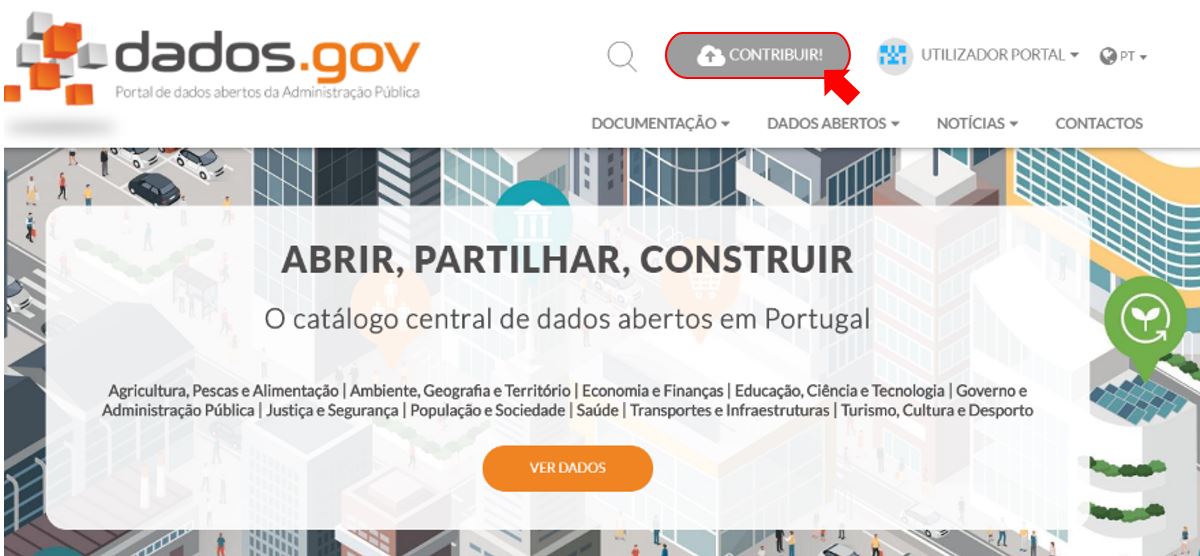 dados.gov
Portal de dados abertos da Administração Pública
CONTRIBUIR!
UTILIZADOR PORTAL
PT
DOCUMENTAÇÃO
DADOS ABERTOS
NOTÍCIAS
CONTACTOS
ABRIR, PARTILHAR, CONSTRUIR
O catálogo central de dados abertos em Portugal
Agricultura, Pescas e Alimentação | Ambiente, Geografia e Território | Economia e Finanças | Educação, Ciência e Tecnologia | Governo e
Administração Pública | Justiça e Segurança | População e Sociedade | Saúde | Transportes e Infraestruturas | Turismo, Cultura e Desporto
VER DADOS